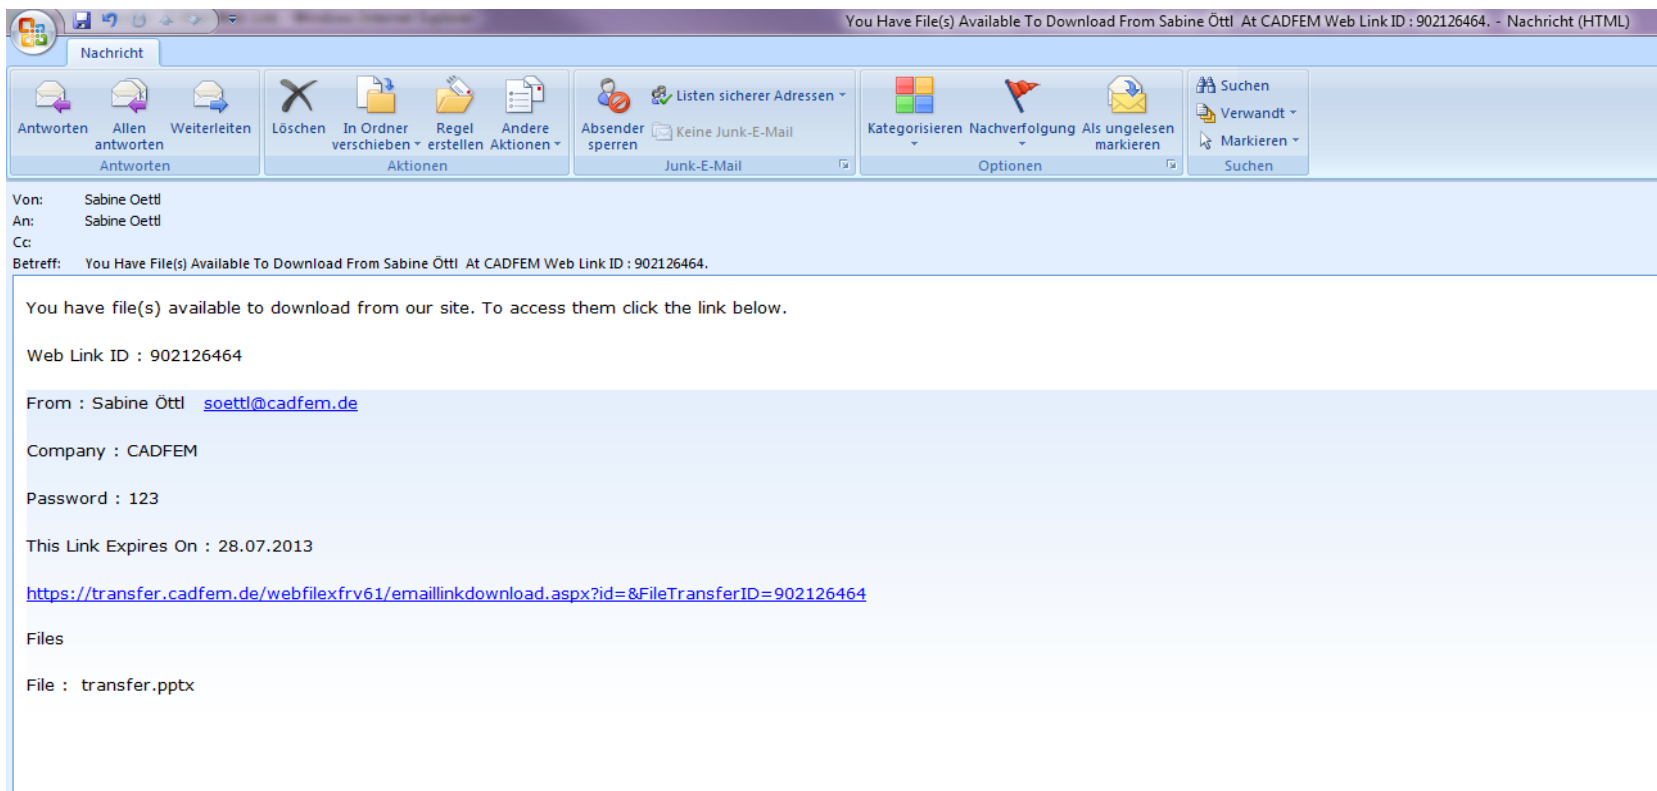 You Have File(s) Available To Download From Sabine Öttl At CADFEM Web Link ID : 902126464. - Nachricht (HTML)
Nachricht
Antworten
Allen antworten
Weiterleiten
Antworten
Löschen
In Ordner verschieben
Regel erstellen
Andere Aktionen
Aktionen
Absender sperren
Listen sicherer Adressen
Keine Junk-E-Mail
Junk-E-Mail
Kategorisieren
Nachverfolgung
Als ungelesen markieren
Optionen
Suchen
Verwandt
Markieren
Suchen
Von: Sabine Oettl
An: Sabine Oettl
Cc:
Betreff: You Have File(s) Available To Download From Sabine Öttl At CADFEM Web Link ID : 902126464.
You have file(s) available to download from our site. To access them click the link below.
Web Link ID : 902126464
From : Sabine Öttl soettl@cadfem.de
Company : CADFEM
Password : 123
This Link Expires On : 28.07.2013
https://transfer.cadfem.de/webfilexfrv61/emaillinkdownload.aspx?id=&FileTransferID=902126464
Files
File : transfer.pptx